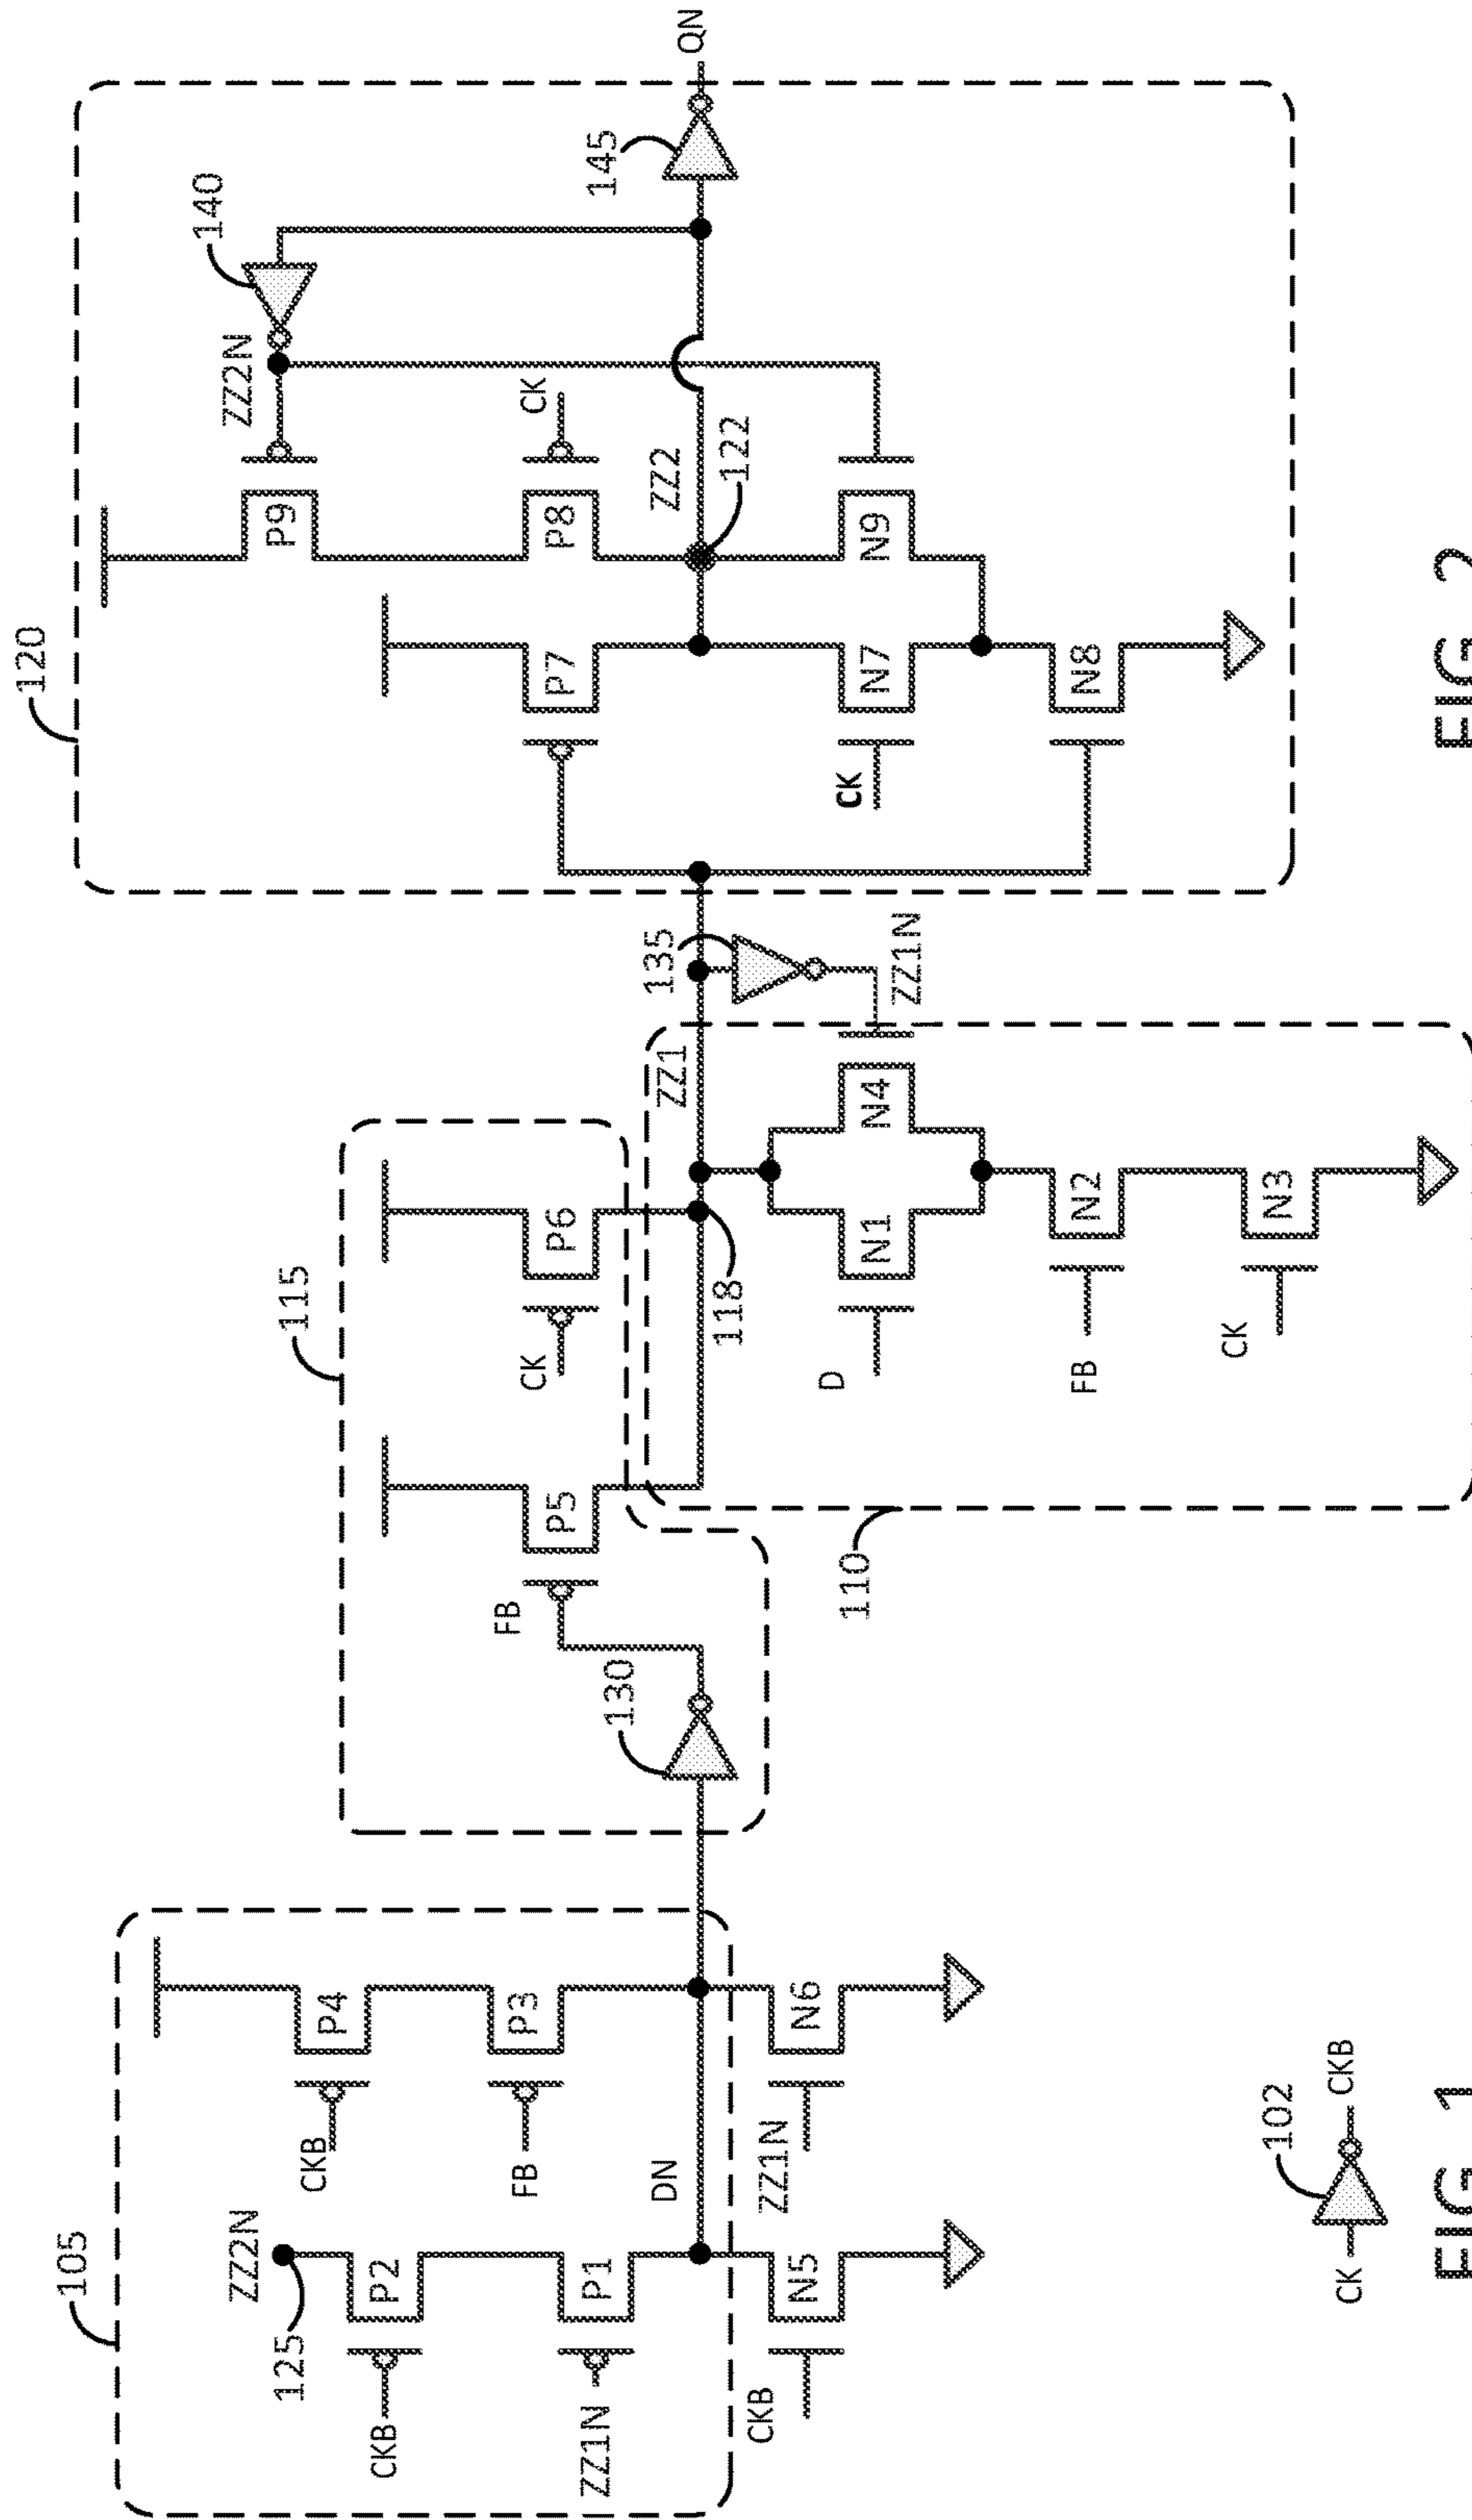 120
105
140
ZZ2N
ZZ2N
125
115
P9
CKB
P4
CKB
P2
FB
FB
P3
CK
CK
P5
P6
P7
P8
ZZ1N
P1
145
130
DN
ZZ1
135
ZZ2
QN
118
122
CKB
ZZ1N
N5
N6
D
110
CK
N1
N4
N7
N9
ZZ1N
FB
N2
N8
CK
N3
102
CK
CKB
FIG 1
FIG 2